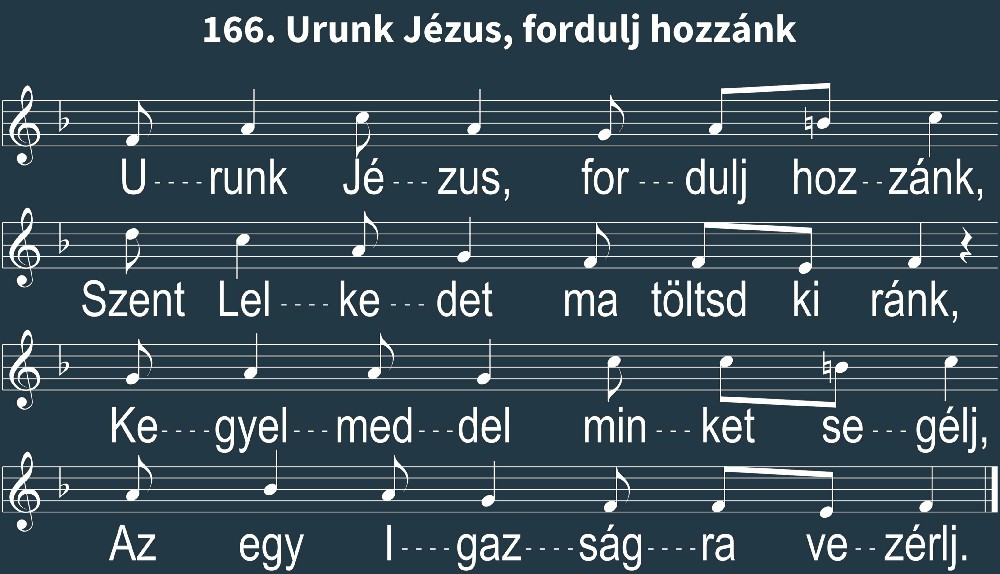 166. Urunk Jézus, fordulj hozzánk
U----runk Jé---zus, for---dulj hoz--zánk,
Szent Lel----ke---det ma töltsd ki ránk,
Ke----gyel---med---del min---ket se---gélj,
Az egy I----gaz----ság---ra ve--zérlj.